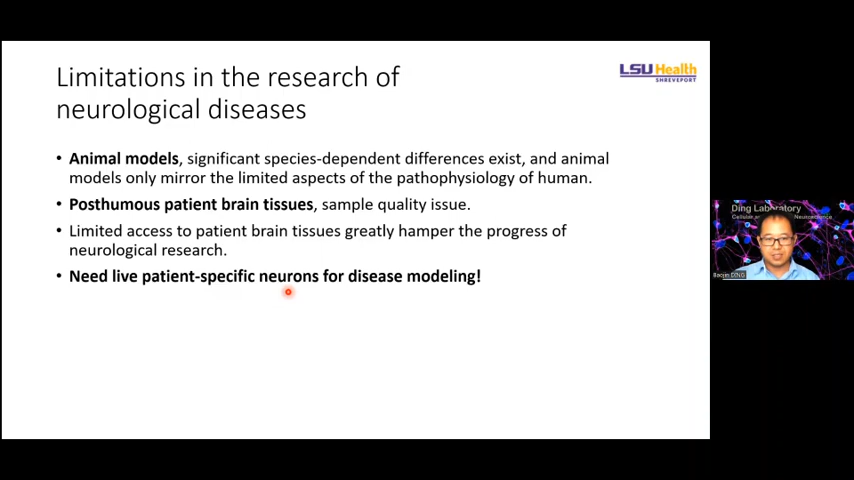 Limitations in the research of
neurological diseases
LSU Health
SHREVEPORT
• Animal models, significant species-dependent differences exist, and animal
models only mirror the limited aspects of the pathophysiology of human.
• Posthumous patient brain tissues, sample quality issue.
• Limited access to patient brain tissues greatly hamper the progress of
neurological research.
• Need live patient-specific neurons for disease modeling!
Ding Laboratory
Neuroscience
Baojin DING